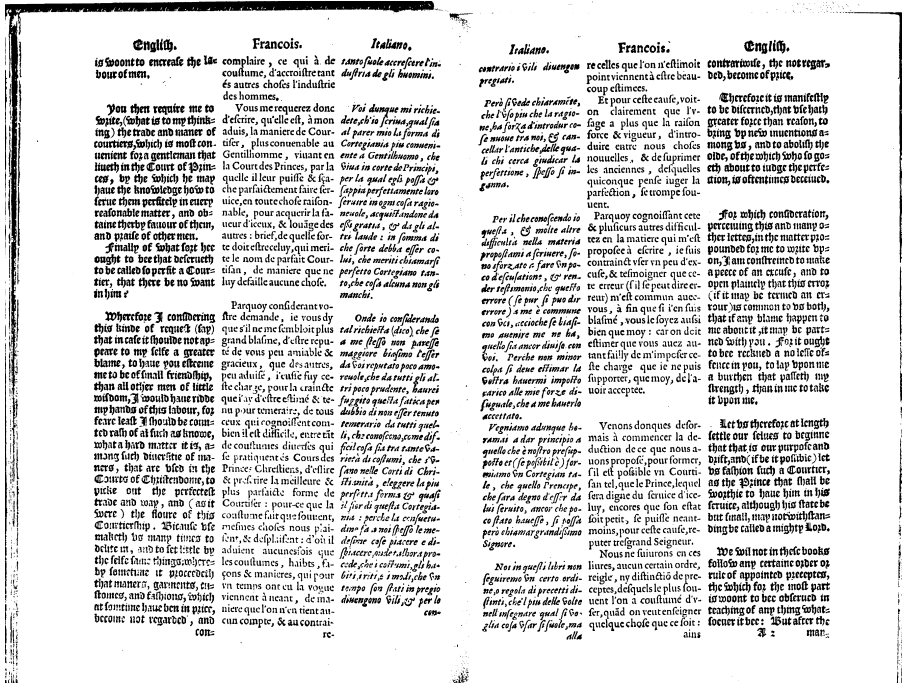 English.
is woont to encrease the la-
bour of men.
You then require me to
write, (what is to my think-
ing) the trade and maner of
courtiers, which is most con-
uenient for a gentleman that
liueth in the Court of Prin-
ces, by the which he may
haue the knowledge how to
serue them perfitely in euery
reasonable matter, and ob-
taine therby fauour of them,
and praise of other men.
Finally of what sort hee
ought to bee that deserueth
to be called so perfit a Cour-
tier, that there be no want
in him?
Wherefore I considering
this kinde of request (say)
that in case it shoulde not ap-
peare to my selfe a greater
blame, to haue you esteeme
me to be of small friendship,
than all other men of little
wisdom, I would haue ridde
my hands of this labour, for
feare least I should be coun-
ted rash of al such as knowe,
what a hard matter it is, a-
mong such diuersitie of ma-
ners, that are vsed in the
Courts of Christendome, to
picke out the perfectest
trade and way, and (as it
were) the floure of this
Courtiership. Bicause vse
maketh vs many times to
delite in, and to set little by
the selfe same things: where-
by sometime it proceedeth
that maners, garments, cu-
stomes, and fashions, which
at somtime haue ben in price,
become not regarded, and
con-
Francois.
complaire, ce qui à de
coustume, d'accroistre tant
és autres choses l'industrie
des hommes.
Vous me requerez donc
d'escrire, qu'elle est, à mon
aduis, la maniere de Cour-
tiser, plus conuenable au
Gentilhomme, viuant en
la Court des Princes, par la
quelle il leur puisse & sça-
che parfaictement faire ser-
uice, en toute chose raison-
nable, pour acquerir la fa-
ueur d'iceux, & louãge des
autres: brief, de quelle sor-
te doit estre celuy, qui meri-
te le nom de parfait Cour-
tisan, de maniere que ne
luy defaille aucune chose.
Parquoy considerant vo-
stre demande, ie vous dy
que s'il ne me sembloit plus
grand blasme, d'estre repu-
té de vous peu amiable &
gracieux, que des autres,
peu aduisé, i'eusse fuy ce-
ste charge, pour la crainte
que i'ay d'estre estimé & te-
nu pour temeraire, de tous
ceux qui cognoissent com-
bien il est difficile, entre tãt
de coustumes diuerses qui
se pratiquent és Cours des
Princes Chrestiens, d'eslire
& prescrire la meilleure &
plus parfaicte forme de
Courtiser: pour-ce que la
coustume fait que souuent,
mesmes choses nous plai-
sent, & desplaisent: d'où il
aduient aucunesfois que
les coustumes, habits, fa-
çons & manieres, qui pour
vn temps ont eu la vogue
viennent à neant, de ma-
niere que l'on n'en tient au-
cun compte, & au contrai-
re-
Italiano.
tanto suole accrescere l'in-
dustria de gli huomini.
Voi dunque mi richie-
dete, ch'io scriua, qual sia
al parer mio la forma di
Cortegiania piu conueni-
ente a Gentilhuomo, che
viua in corte de Principi,
per la qual egli possa &
sappia perfettamente loro
seruire in ogni cosa ragio-
neuole, acquistandone da
essi gratia, & da gli al-
tri laude: in somma di
che sorte debba esser co-
lui, che meriti chiamarsi
perfetto Cortegiano tan-
to, che cosa alcuna non gli
manchi.
Onde io considerando
tal richiesta (dico) che se
a me stesso non paresse
maggiore biasimo l'esser
da voi reputato poco amo-
reuole, che da tutti gli al-
tri poco prudente, haurei
fuggito questa fatica per
dubbio di non esser tenuto
temerario da tutti quel-
li, che conoscono, come dif-
ficil cosa sia tra tante va-
rietà di costumi, che s'v-
sano nelle Corti di Chri-
stianità, eleggere la piu
perfetta forma & quasi
il fior di questa Cortegia-
nia: perche la consuetu-
dine fa a noi spesso le me-
desime cose piacere e di-
spiacere, onde talhora pro-
cede, che i costumi, gli ha-
biti, i riti, e i modi, che vn
tempo son stati in pregio
diuengono vili, & per lo
con-
Italiano.
contrario i vili diuengon
pregiati.
Però si vede chiaramẽte,
che l'vso piu che la ragio-
ne, ha forza d'introdur co-
se nuoue tra noi, & can-
cellar l'antiche, delle qua-
li chi cerca giudicar la
perfettione, spesso si in-
ganna.
Per il che conoscendo io
questa, & molte altre
difficultà nella materia
propostami a scriuere, so-
no sforzato a fare vn po-
co d'escusatione, & ren-
der testimonio, che questo
errore (se pur si puo dir
errore) a me è commune
con voi, accioche se biasi-
mo auenire me ne ha,
quello sia ancor diuiso con
voi. Perche non minor
colpa si deue estimar la
vostra hauermi imposto
carico alle mie forze di-
suguale, che a me hauerlo
accettato.
Vegniamo adunque ho-
ramai a dar principio a
quello che è nostro presup-
posto et (se possibil è) for-
miamo vn Cortegian ta-
le, che quello Prencipe,
che sara degno d'esser da
lui seruito, ancor che po-
co stato hauesse, si possa
però chiamar grandissimo
Signore.
Noi in questi libri non
seguiremo vn certo ordi-
ne, o regola di precetti di-
stinti, che'l piu delle volte
nell insegnare qual si vo-
glia cosa vsar si suole, ma
alla
Francois.
re celles que l'on n'estimoit
point viennent à estre beau-
coup estimees.
Et pour ceste cause, voit-
on clairement que l'v-
sage a plus que la raison
force & vigueur, d'intro-
duire entre nous choses
nouuelles, & de suprimer
les anciennes, desquelles
quiconque pense iuger la
parfection, se trompe sou-
uent.
Parquoy cognoissant cete
& plusieurs autres difficul-
tez en la matiere qui m'est
proposee à escrire, ie suis
contrainct vser vn peu d'ex-
cuse, & tesmoigner que ce-
te erreur (s'il se peut dire er-
reur) m'est commun auec-
vous, à fin que si i'en suis
blasmé, vous le soyez aussi
bien que moy: car on doit
estimer que vous auez au-
tant failly de m'imposer ce-
ste charge que ie ne puis
supporter, que moy, de l'a-
uoir acceptee.
Venons donques desor-
mais à commencer la de-
duction de ce que nous a-
uons proposé, pour former,
s'il est possible vn Courti-
san tel, que le Prince, lequel
sera digne du seruice d'ice-
luy, encores que son estat
soit petit, se puisse neant-
moins, pour ceste cause, re-
puter tresgrand Seigneur.
Nous ne suiurons en ces
liures, aucun certain ordre,
reigle, ny distinctiõ de pre-
ceptes, desquels le plus sou-
uent l'on a coustumé d'v-
ser, quãd on veut enseigner
quelque chose que ce soit:
ains
English.
contrariwise, the not regar-
ded, become of price.
Therefore it is manifestly
to be discerned, that vse hath
greater force than reason, to
bring vp new inuentions a-
mong vs, and to abolish the
olde, of the which who so go-
eth about to iudge the perfe-
ction, is oftentimes deceiued.
For which consideration,
perceiuing this and many o-
ther lettes, in the matter pro-
pounded for me to write vp-
on, I am constreined to make
a peece of an excuse, and to
open plainely that this error
(if it may be termed an er-
rour) is common to vs both,
that if any blame happen to
me about it, it may be part-
ned with you. For it ought
to bee reckned a no lesse of-
fence in you, to lay vpon me
a burthen that passeth my
strength, than in me to take
it vpon me.
Let vs therefore at length
settle our selues to beginne
that that is our purpose and
drift, and (if it be possible) let
vs fashion such a Courtier,
as the Prince that shall be
worthie to haue him in his
seruice, although his state be
but small, may notwithstan-
ding be called a mighty Lord.
We will not in these books
follow any certaine order or
rule of appointed preceptes,
the which for the most part
is woont to bee obserued in
teaching of any thing what-
soeuer it bee: But after the
A 2 man-